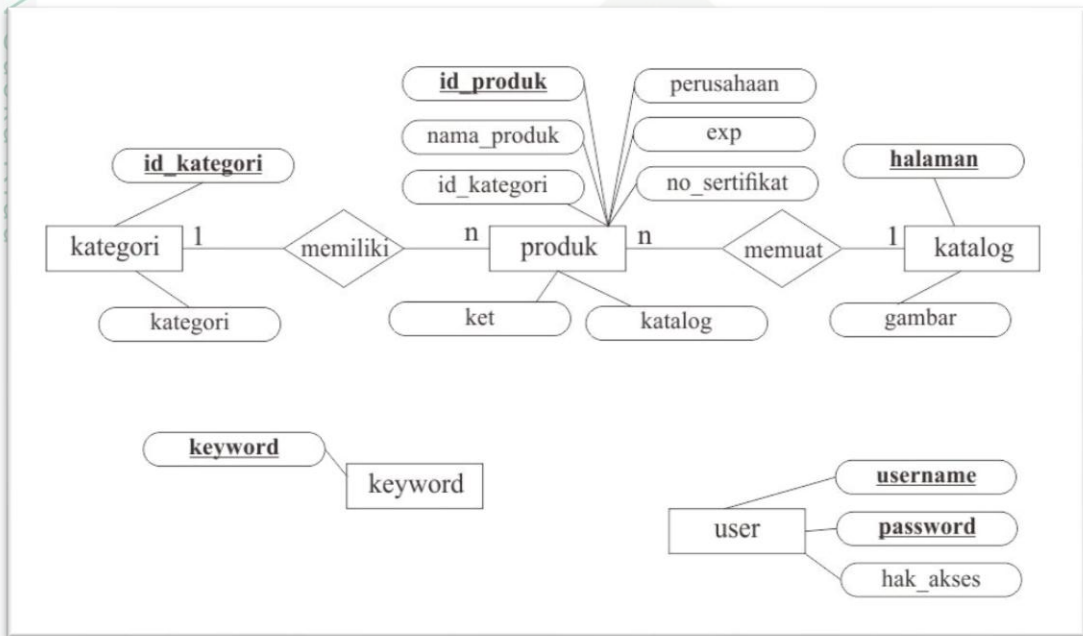 id_produk
perusahaan
nama_produk
exp
id_kategori
id_kategori
no_sertifikat
halaman
kategori
1
memiliki
n
produk
n
memuat
1
katalog
kategori
ket
katalog
gambar
keyword
keyword
username
user
password
hak_akses